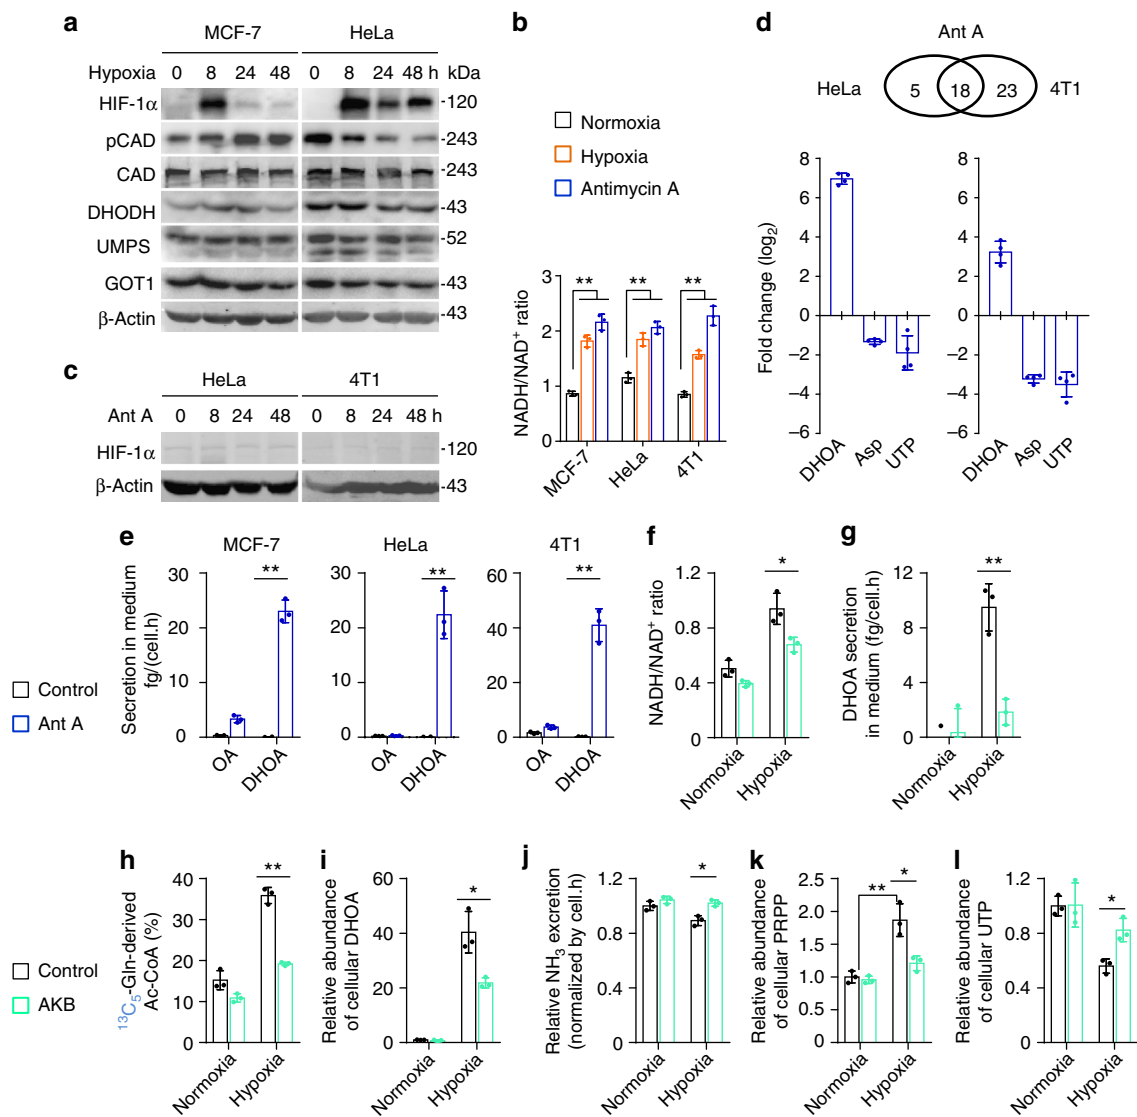 a
MCF-7 HeLa
Hypoxia 0 8 24 48 0 8 24 48 h kDa
HIF-1α -120
pCAD -243
CAD -243
DHODH -43
UMPS -52
GOT1 -43
β-Actin -43
b
Normoxia
Hypoxia
Antimycin A
NADH/NAD⁺ ratio
3
2
1
0
** ** **
MCF-7 HeLa 4T1
c
HeLa 4T1
Ant A 0 8 24 48 0 8 24 48 h
HIF-1α -120
β-Actin -43
d
Ant A
HeLa 5 18 23 4T1
Fold change (log₂)
8 8
6 6
4 4
2 2
0 0
−2 −2
−4 −4
−6 −6
DHOA Asp UTP DHOA Asp UTP
e
MCF-7 HeLa 4T1
Control
Ant A
Secretion in medium
fg/(cell.h)
30 30 60
20 20 40
10 10 20
0 0 0
** ** **
OA DHOA OA DHOA OA DHOA
f
NADH/NAD⁺ ratio
1.2
0.8
0.4
0
*
Normoxia Hypoxia
g
DHOA secretion
in medium (fg/cell.h)
12
9
6
3
0
**
Normoxia Hypoxia
Control
AKB
h
¹³C₅-Gln-derived
Ac-CoA (%)
40
30
20
10
0
**
Normoxia Hypoxia
i
Relative abundance
of cellular DHOA
60
40
20
0
*
Normoxia Hypoxia
j
Relative NH₃ excretion
(normalized by cell.h)
1.2
0.8
0.4
0
*
Normoxia Hypoxia
k
Relative abundance
of cellular PRPP
2.5
2.0
1.5
1.0
0.5
0
** *
Normoxia Hypoxia
l
Relative abundance
of cellular UTP
1.2
0.8
0.4
0
*
Normoxia Hypoxia